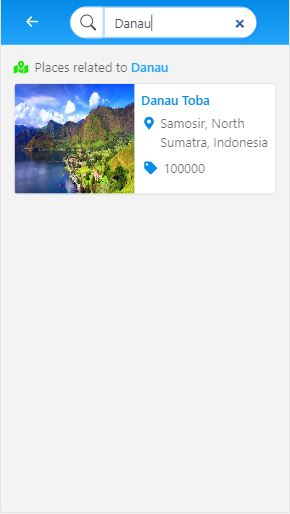 Danau
Places related to Danau
Danau Toba
Samosir, North
Sumatra, Indonesia
100000